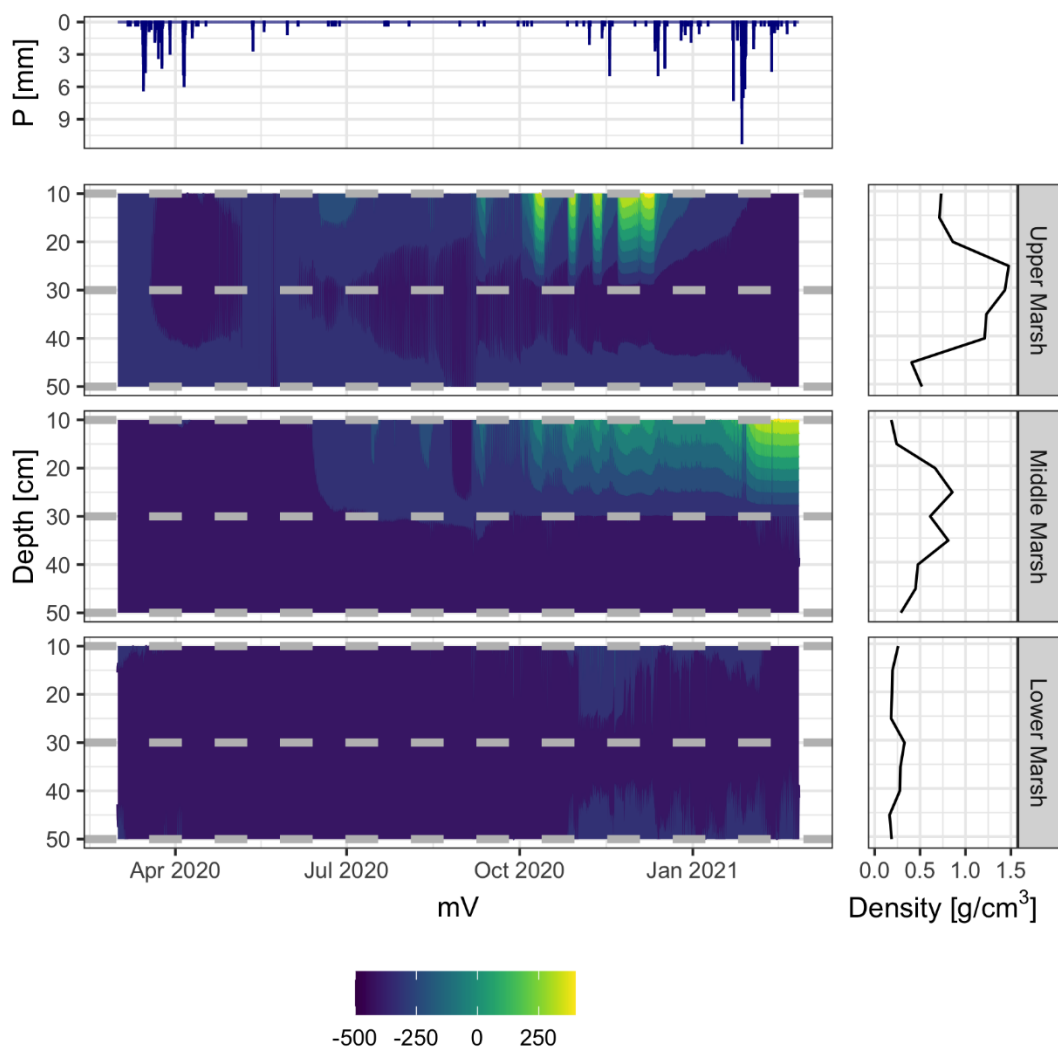 P [mm]
0
3
6
9
Depth [cm]
10
20
30
40
50
Upper Marsh
10
20
30
40
50
Middle Marsh
10
20
30
40
50
Lower Marsh
Apr 2020 Jul 2020 Oct 2020 Jan 2021
0.0 0.5 1.0 1.5
mV
Density [g/cm³]
-500 -250 0 250